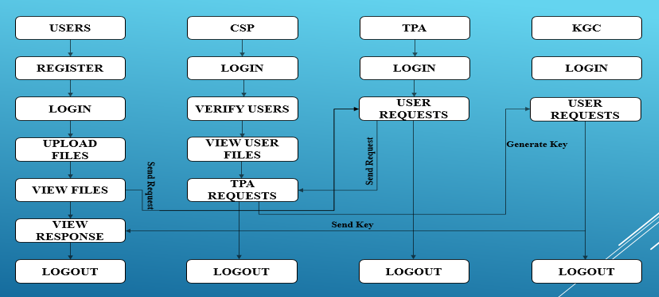 USERS
CSP
TPA
KGC
REGISTER
LOGIN
LOGIN
LOGIN
LOGIN
VERIFY USERS
USER
REQUESTS
USER
REQUESTS
UPLOAD
FILES
VIEW USER
FILES
Send Request
Generate Key
VIEW FILES
Send Request
TPA
REQUESTS
VIEW
RESPONSE
Send Key
LOGOUT
LOGOUT
LOGOUT
LOGOUT